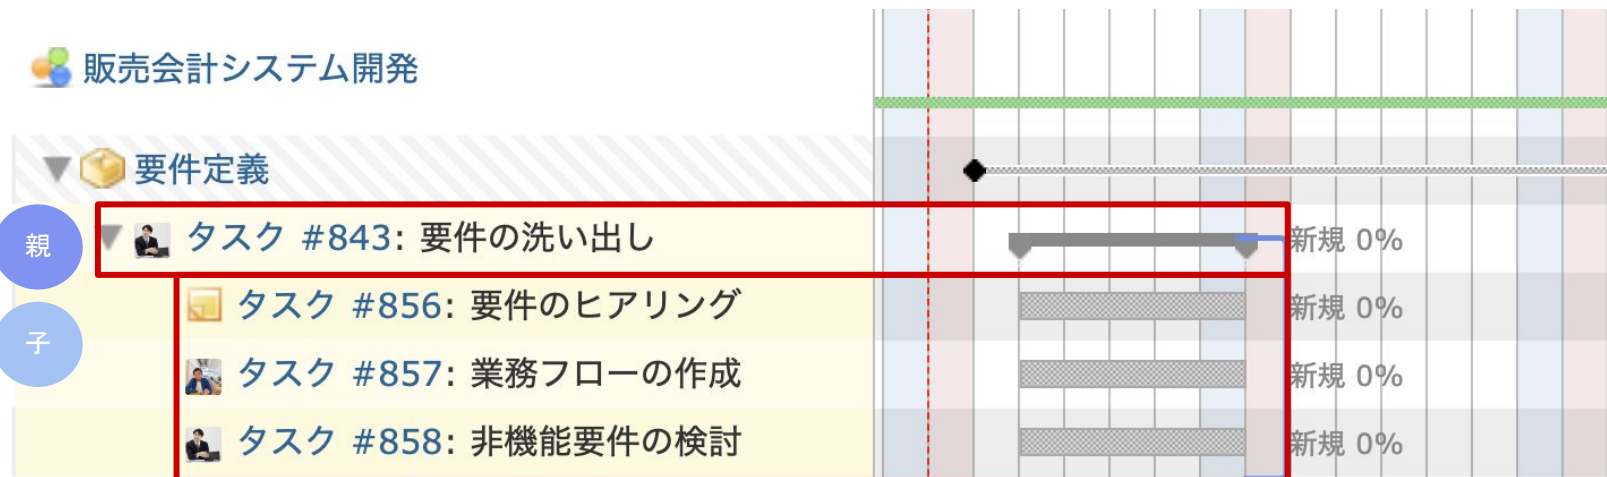 販売会計システム開発
要件定義
親
タスク #843: 要件の洗い出し
新規 0%
タスク #856: 要件のヒアリング
新規 0%
子
タスク #857: 業務フローの作成
新規 0%
タスク #858: 非機能要件の検討
新規 0%